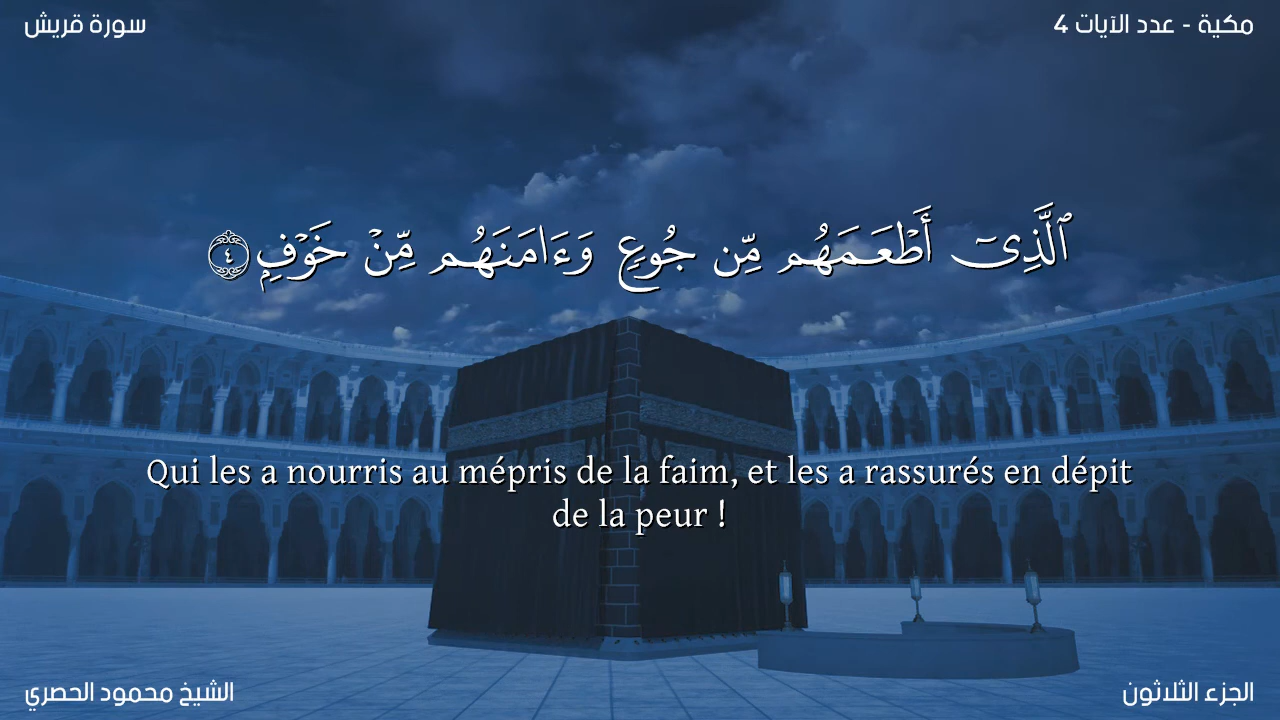 سورة قريش
مكية - عدد الآيات 4
ٱلَّذِىٓ أَطْعَمَهُم مِّن جُوعٍ وَءَامَنَهُم مِّنْ خَوْفٍۭ ٤
Qui les a nourris au mépris de la faim, et les a rassurés en dépit
de la peur !
الشيخ محمود الحصري
الجزء الثلاثون